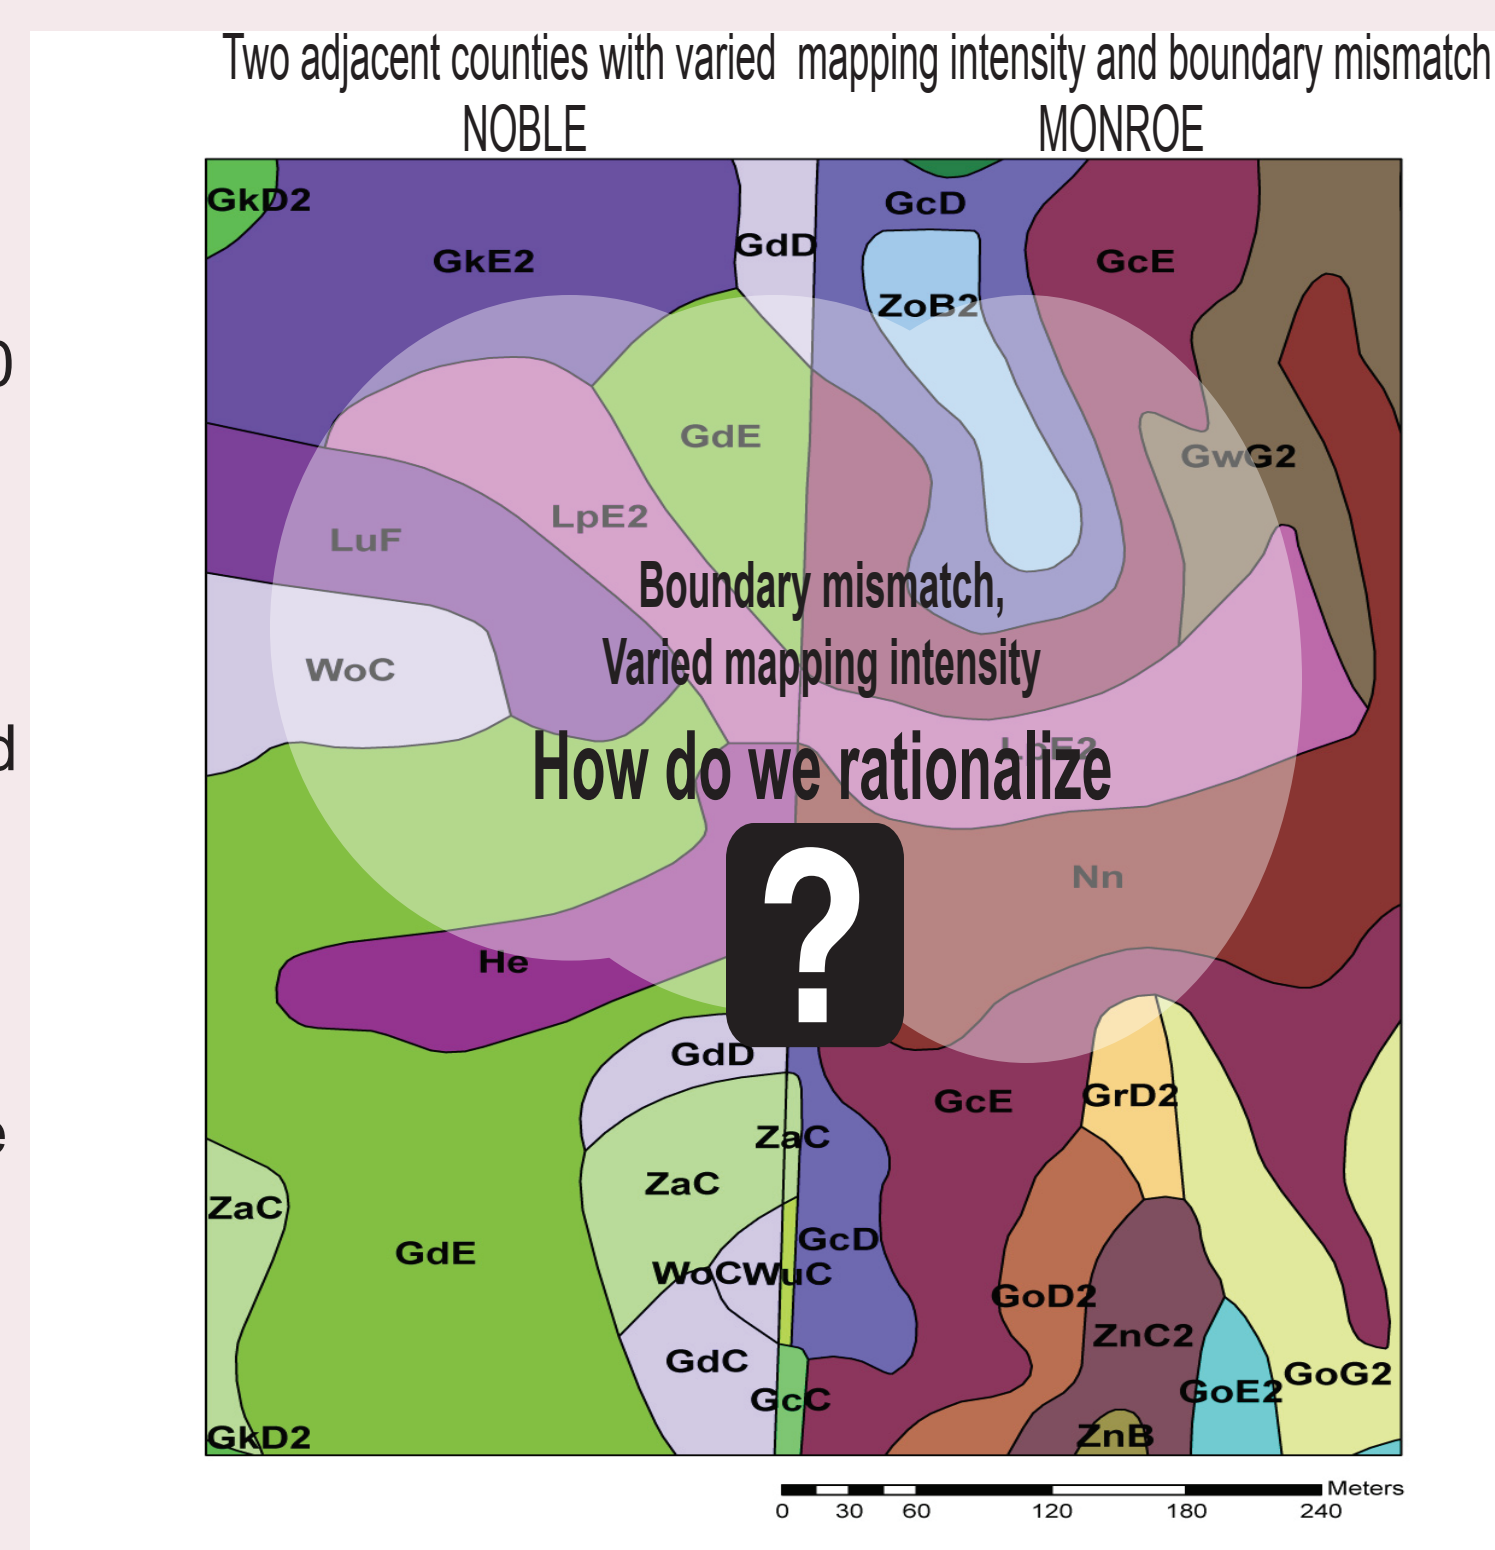 Two adjacent counties with varied mapping intensity and boundary mismatch
NOBLE MONROE
GkD2
GcD
GdD
GkE2
GcE
ZoB2
GdE
GwG2
LpE2
LuF
Boundary mismatch,
Varied mapping intensity
WoC
LpE2
How do we rationalize
?
Nn
He
GdD
GcE
GrD2
ZaC
ZaC
ZaC
GcD
GdE
WoC WuC
GoD2
ZnC2
GdC
GoG2
GoE2
GcC
GkD2
ZnB
Meters
0 30 60 120 180 240
d
e